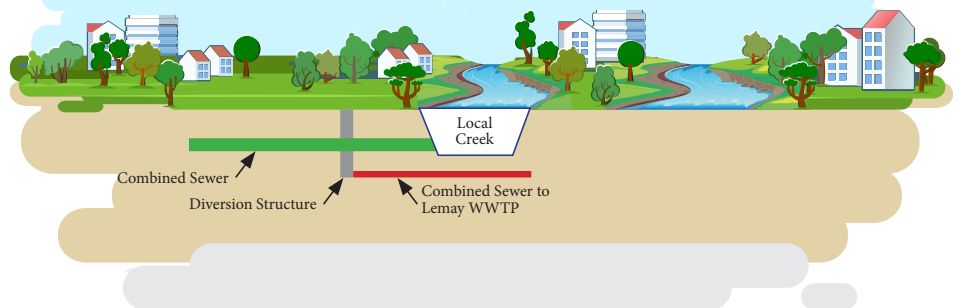 Local
Creek
Combined Sewer
Diversion Structure
Combined Sewer to
Lemay WWTP